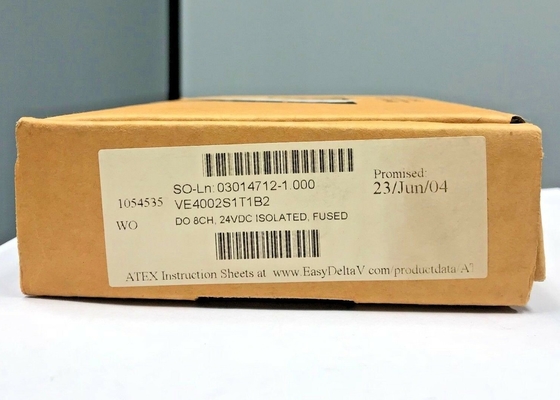 SO-Ln: 03014712-1.000
Promised:
1054535 VE4002S1T1B2 23/Jun/04
WO DO 8CH, 24VDC ISOLATED, FUSED
ATEX Instruction Sheets at www.EasyDeltaV.com/productdata/AT